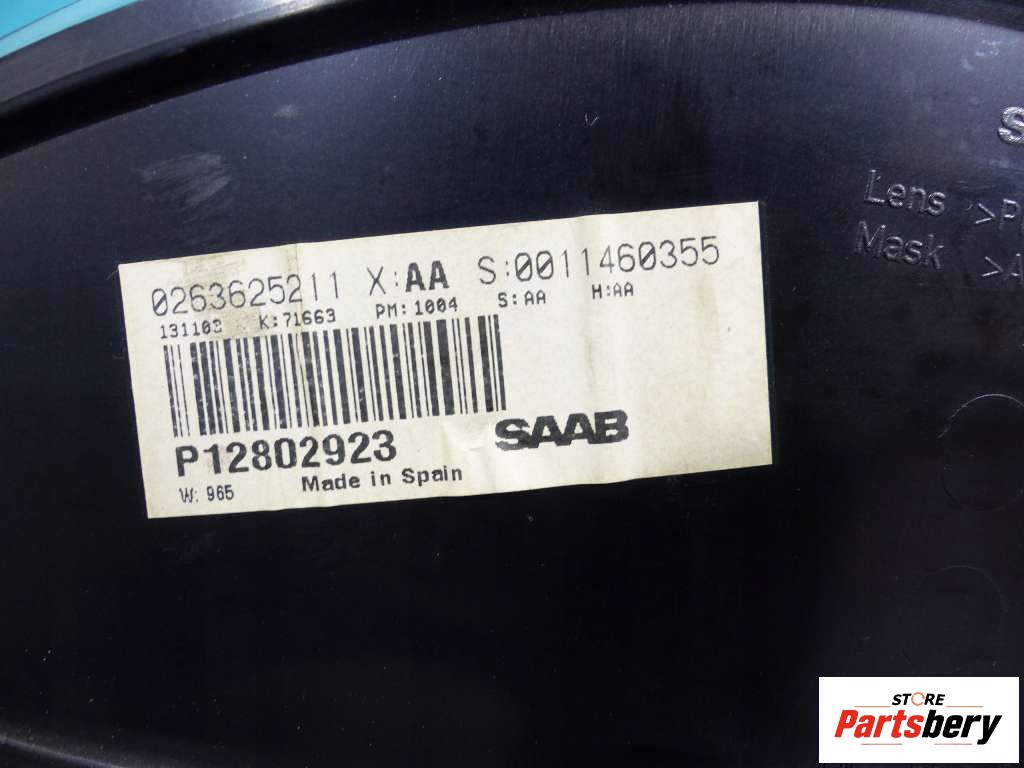 Lens
Mask
0263625211 X:AA S:0011460355
131103 K:71663 PM:1004 S:AA H:AA
P12802923 SAAB
W: 965 Made in Spain
STORE
Partsbery